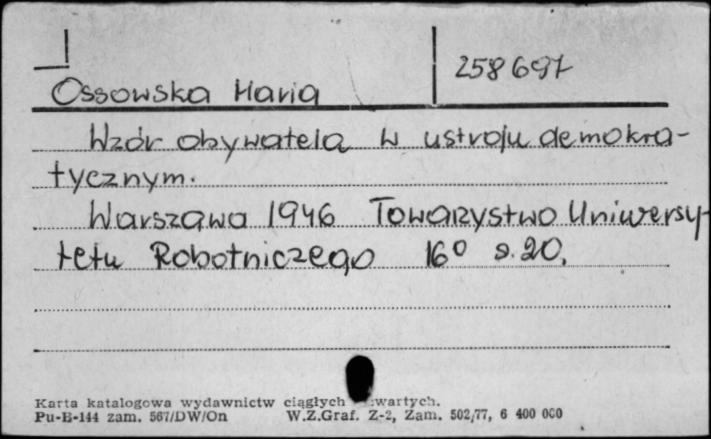 258697
Ossowska Maria
Wzór obywatela w ustroju demokra-
tycznym.
Warszawa 1946 Towarzystwo Uniwersy-
tetu Robotniczego 16° s. 20.
Karta katalogowa wydawnictw ciągłych wartych.
Pu-B-144 zam. 567/DW/On W.Z.Graf. Z-2, Zam. 502/77, 6 400 000